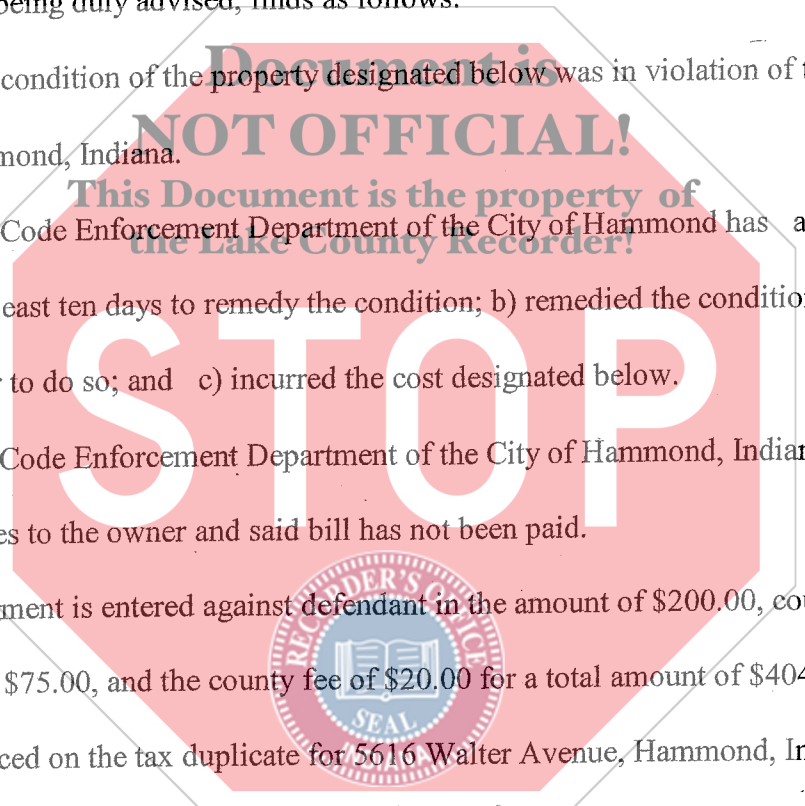 being duly advised, finds as follows:
Document is
condition of the property designated below was in violation of
NOT OFFICIAL!
mond, Indiana.
This Document is the property of
Code Enforcement Department of the City of Hammond has a
the Lake County Recorder!
east ten days to remedy the condition; b) remedied the conditio
to do so; and c) incurred the cost designated below.
STOP
Code Enforcement Department of the City of Hammond, Indian
es to the owner and said bill has not been paid.
RECORDER'S OFFICE
ment is entered against defendant in the amount of $200.00, cou
$75.00, and the county fee of $20.00 for a total amount of $404
SEAL
INDIANA
ced on the tax duplicate for 5616 Walter Avenue, Hammond, In